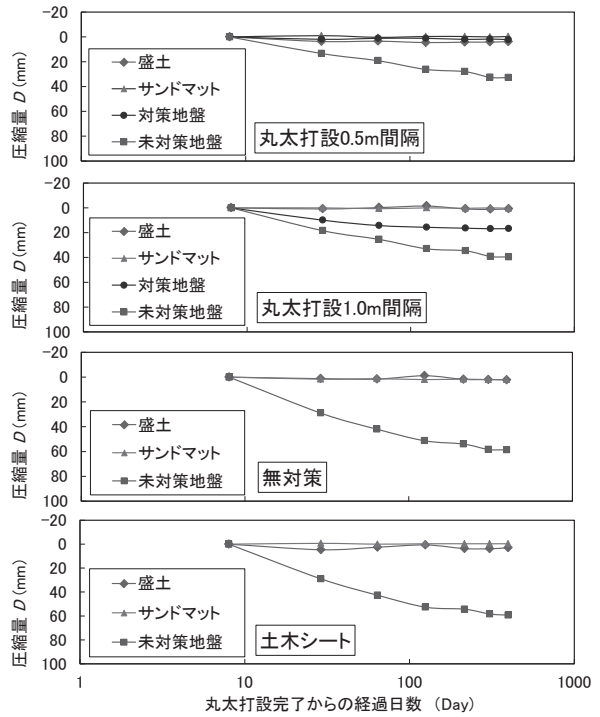 -20
0
20
40
60
80
100
圧縮量 D (mm)
盛土
サンドマット
対策地盤
未対策地盤
丸太打設0.5m間隔
-20
0
20
40
60
80
100
圧縮量 D (mm)
盛土
サンドマット
対策地盤
未対策地盤
丸太打設1.0m間隔
-20
0
20
40
60
80
100
圧縮量 D (mm)
盛土
サンドマット
未対策地盤
無対策
-20
0
20
40
60
80
100
圧縮量 D (mm)
盛土
サンドマット
未対策地盤
土木シート
1 10 100 1000
丸太打設完了からの経過日数 (Day)